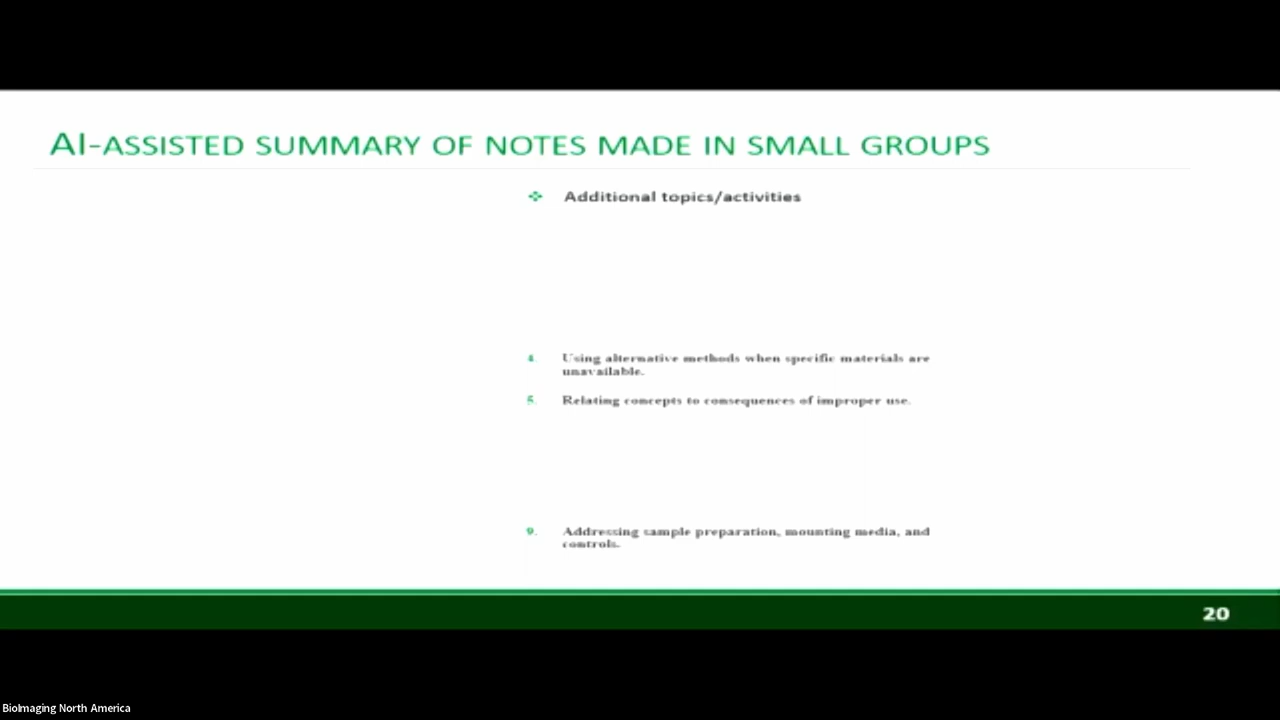 AI-ASSISTED SUMMARY OF NOTES MADE IN SMALL GROUPS
❖ Additional topics/activities
4. Using alternative methods when specific materials are
unavailable.
5. Relating concepts to consequences of improper use.
9. Addressing sample preparation, mounting media, and
controls.
20
BioImaging North America